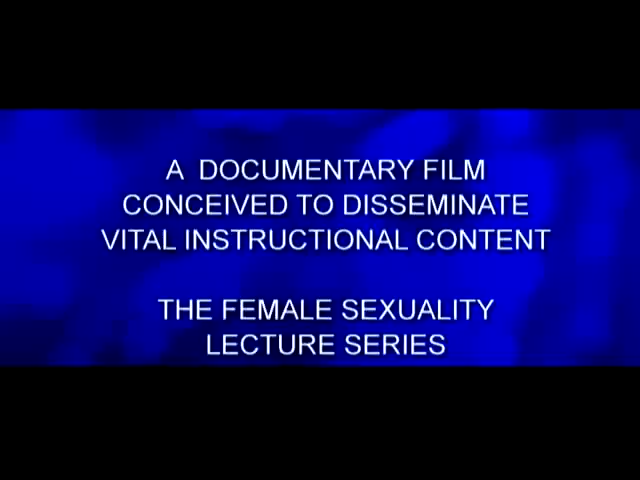 A DOCUMENTARY FILM
CONCEIVED TO DISSEMINATE
VITAL INSTRUCTIONAL CONTENT
THE FEMALE SEXUALITY
LECTURE SERIES